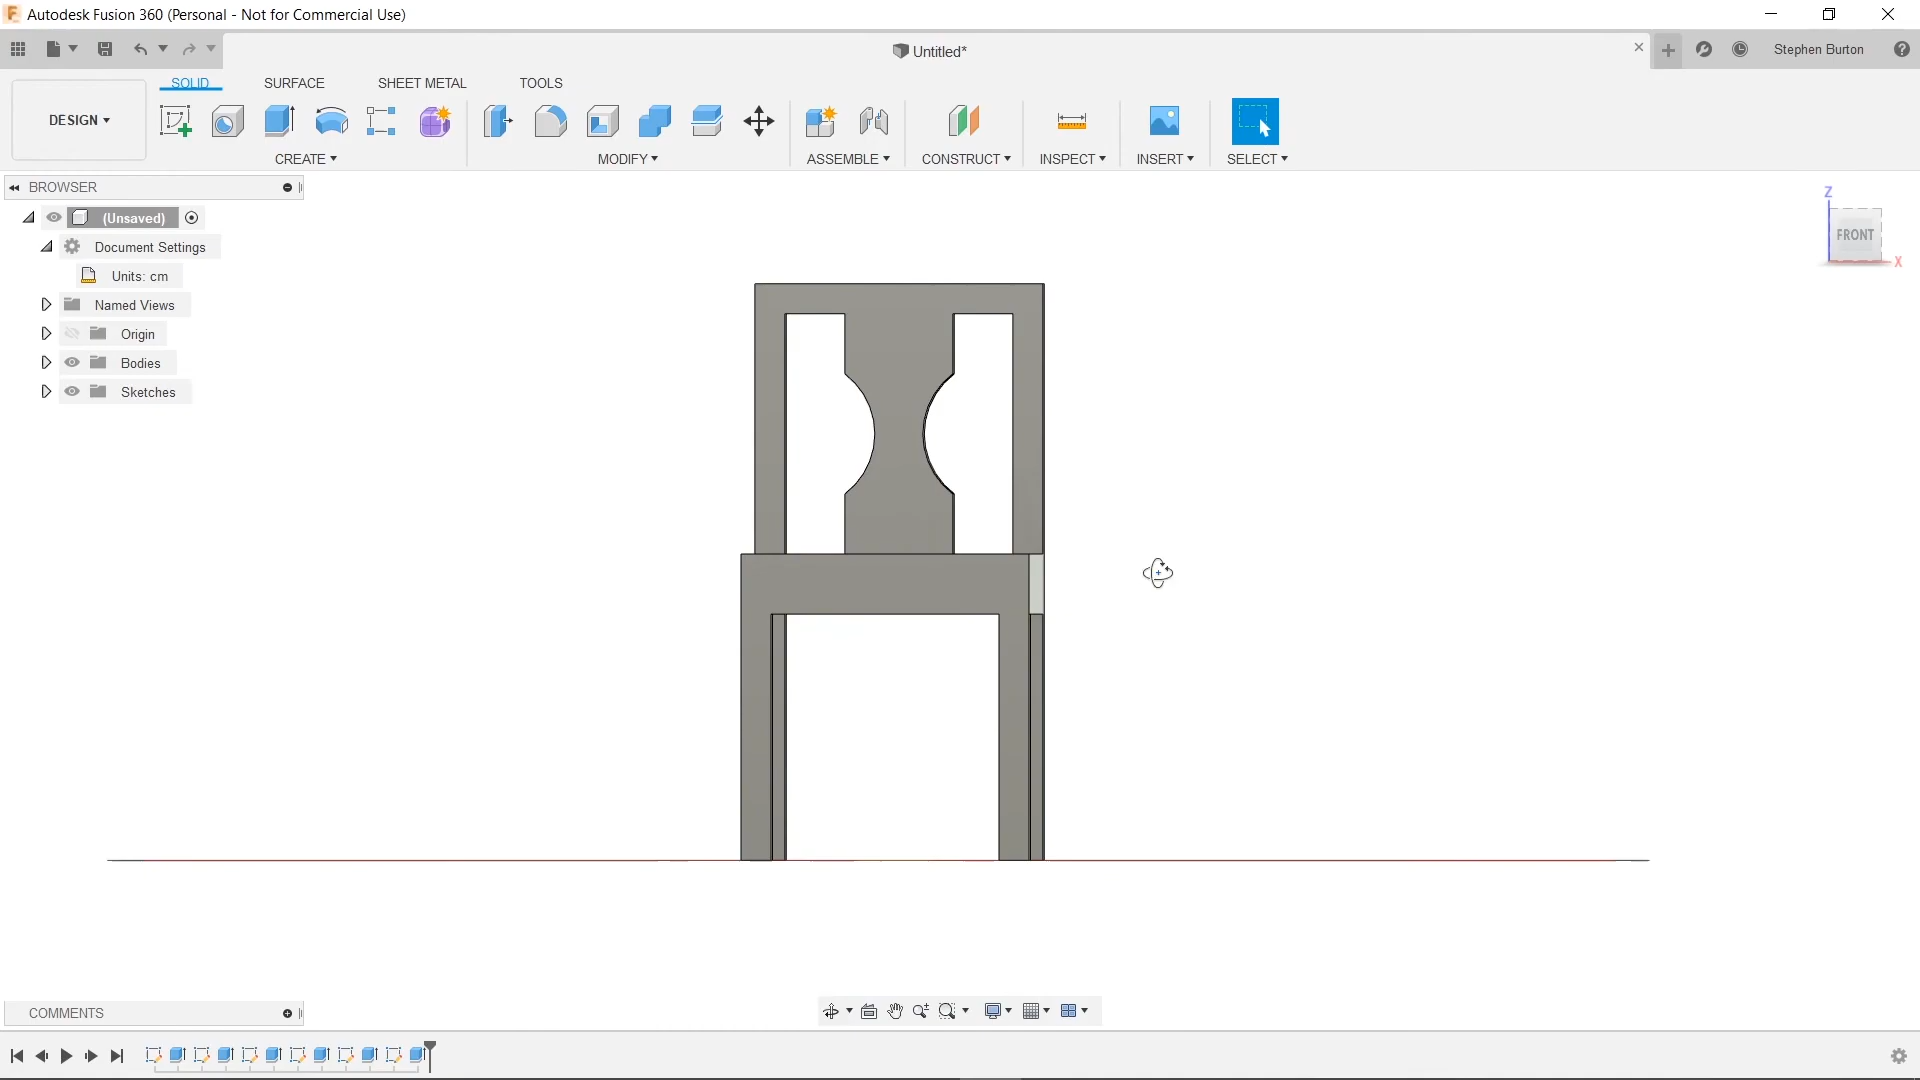 Autodesk Fusion 360 (Personal - Not for Commercial Use)
Untitled*
Stephen Burton
SOLID SURFACE SHEET METAL TOOLS
DESIGN
CREATE MODIFY ASSEMBLE CONSTRUCT INSPECT INSERT SELECT
BROWSER
(Unsaved)
Document Settings
Units: cm
Named Views
Origin
Bodies
Sketches
Z
FRONT
X
COMMENTS